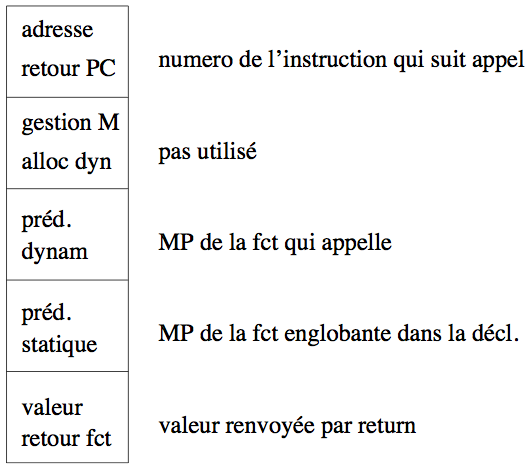 adresse
retour PC
numero de l'instruction qui suit appel
gestion M
alloc dyn
pas utilisé
préd.
dynam
MP de la fct qui appelle
préd.
statique
MP de la fct englobante dans la décl.
valeur
retour fct
valeur renvoyée par return